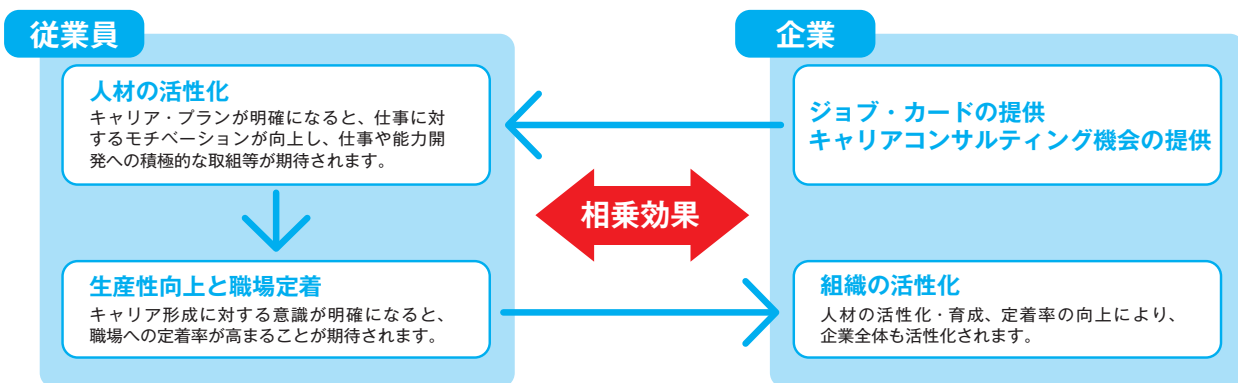 従業員
人材の活性化
キャリア・プランが明確になると、仕事に対
するモチベーションが向上し、仕事や能力開
発への積極的な取組等が期待されます。
生産性向上と職場定着
キャリア形成に対する意識が明確になると、
職場への定着率が高まることが期待されます。
相乗効果
企業
ジョブ・カードの提供
キャリアコンサルティング機会の提供
組織の活性化
人材の活性化・育成、定着率の向上により、
企業全体も活性化されます。